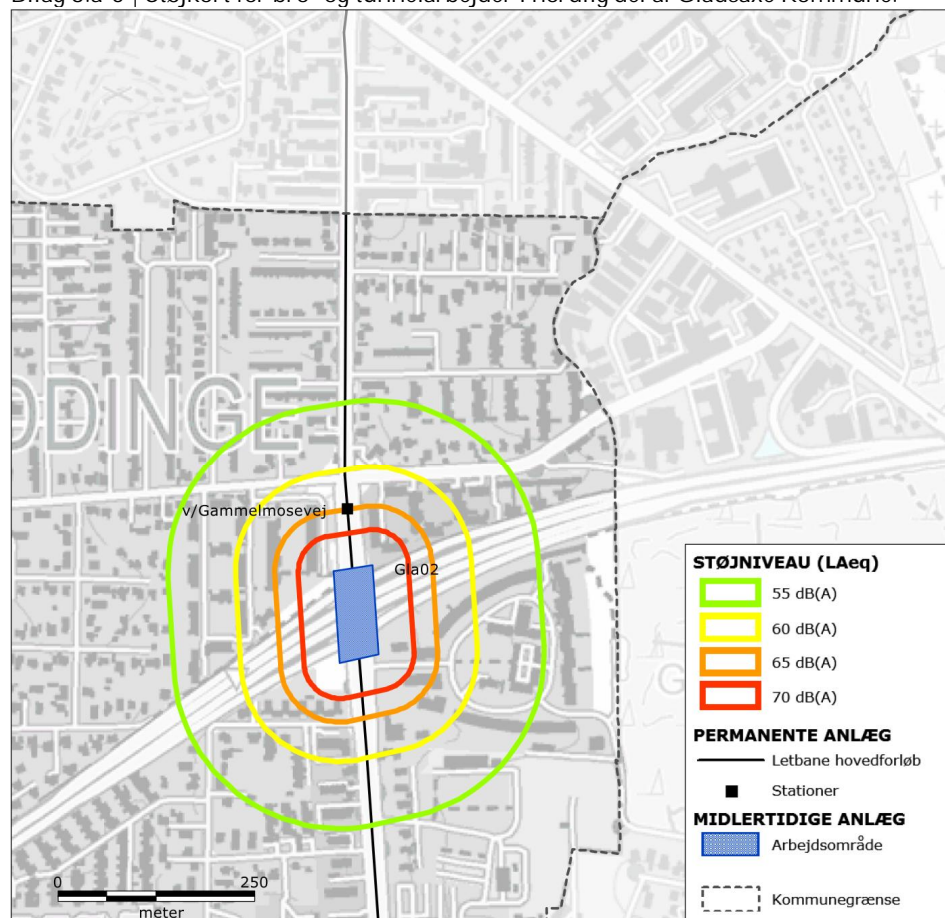 DDINGE
v/Gammelmosevej
Gla02
STØJNIVEAU (LAeq)
55 dB(A)
60 dB(A)
65 dB(A)
70 dB(A)
PERMANENTE ANLÆG
Letbane hovedforløb
Stationer
MIDLERTIDIGE ANLÆG
Arbejdsområde
Kommunegrænse
0 250
meter
G